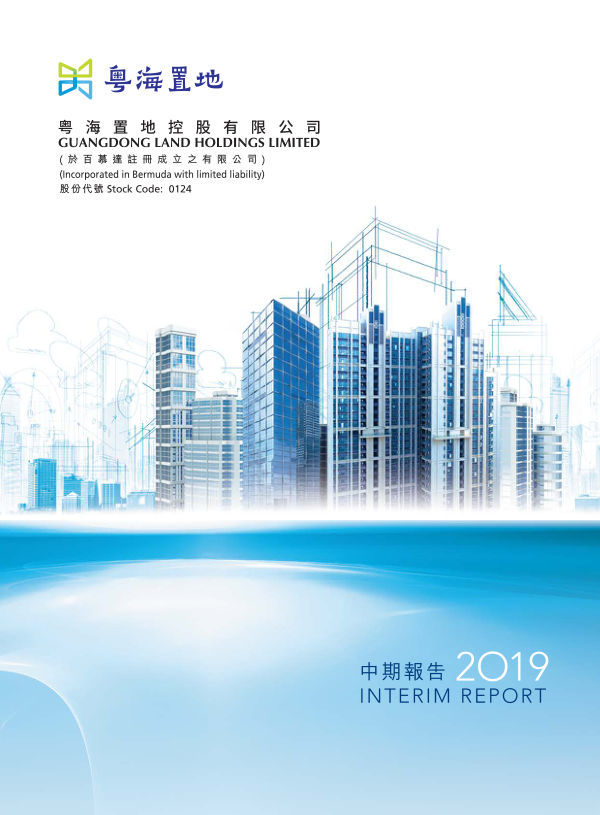 粤海置地
粤海置地控股有限公司
GUANGDONG LAND HOLDINGS LIMITED
(於百慕達註冊成立之有限公司)
(Incorporated in Bermuda with limited liability)
股份代號 Stock Code: 0124
中期報告 2019
INTERIM REPORT